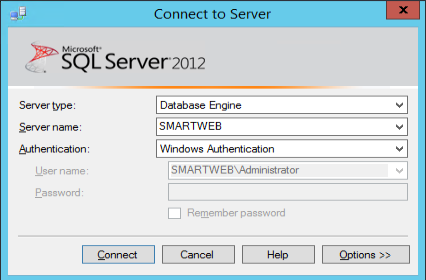 Connect to Server
Microsoft®
SQL Server® 2012
Server type: Database Engine
Server name: SMARTWEB
Authentication: Windows Authentication
User name: SMARTWEB\Administrator
Password:
Remember password
Connect Cancel Help Options >>